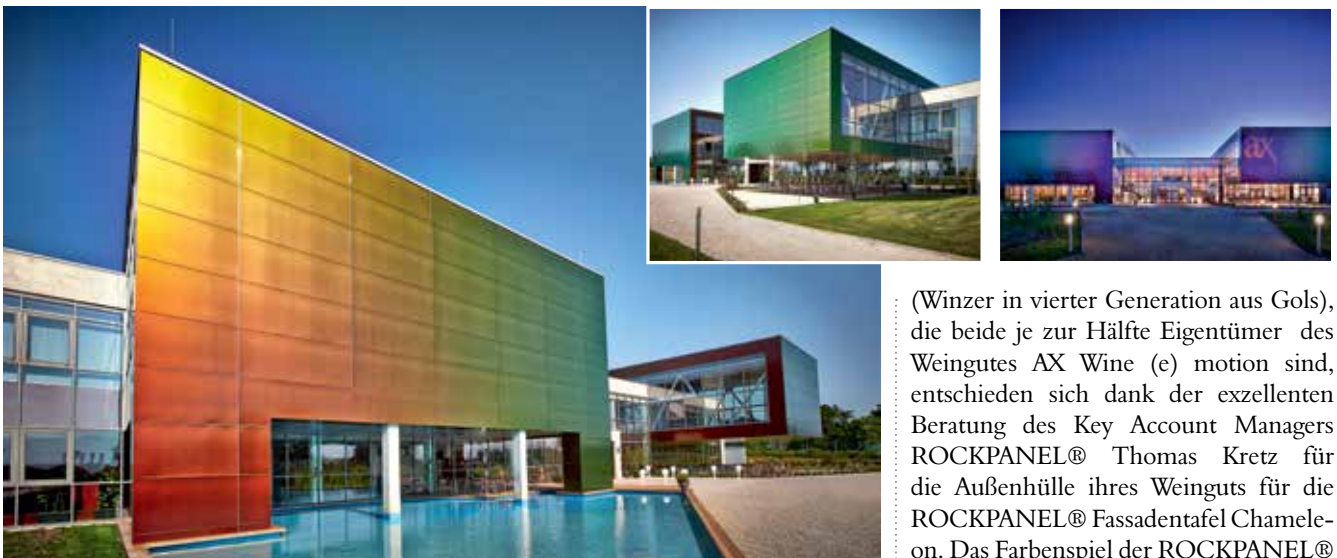 ax
(Winzer in vierter Generation aus Gols),
die beide je zur Hälfte Eigentümer des
Weingutes AX Wine (e) motion sind,
entschieden sich dank der exzellenten
Beratung des Key Account Managers
ROCKPANEL® Thomas Kretz für
die Außenhülle ihres Weinguts für die
ROCKPANEL® Fassadentafel Chamele-
on. Das Farbenspiel der ROCKPANEL®